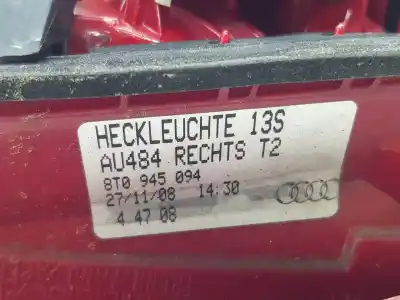 HECKLEUCHTE 13S
AU484 RECHTS T2
8T0 945 094
27/11/08 14:30
4 47 08